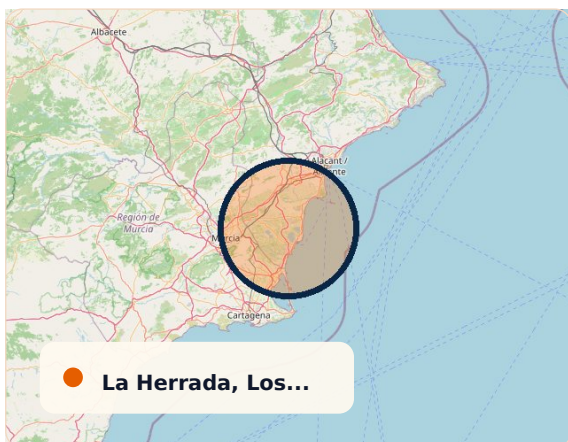 Albacete
Alacant /
Alicante
Región de
Murcia
Murcia
Cartagena
La Herrada, Los...